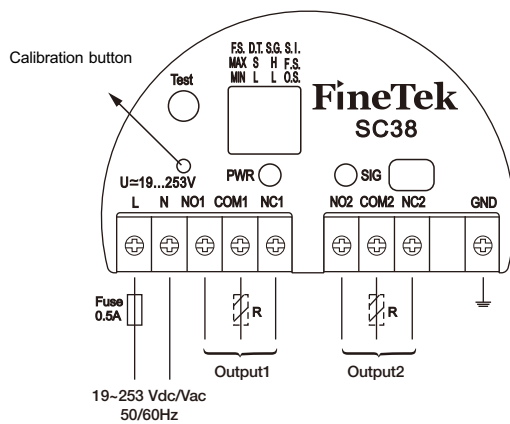 Calibration button
Test
F.S. D.T. S.G. S.I.
MAX S H F.S.
MIN L L O.S.
FineTek
SC38
PWR
SIG
U≃19...253V
L N NO1 COM1 NC1 NO2 COM2 NC2 GND
Fuse
0.5A
R
R
Output1
Output2
19~253 Vdc/Vac
50/60Hz